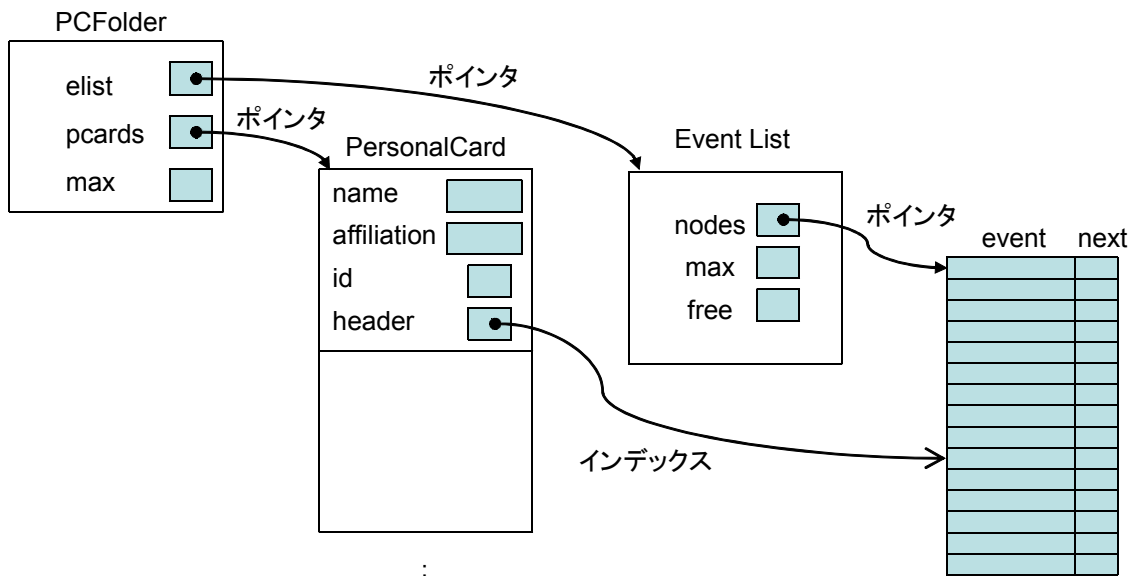 PCFolder
elist
pcards
max
ポインタ
ポインタ
PersonalCard
name
affiliation
id
header
Event List
nodes
max
free
ポインタ
event next
インデックス
: